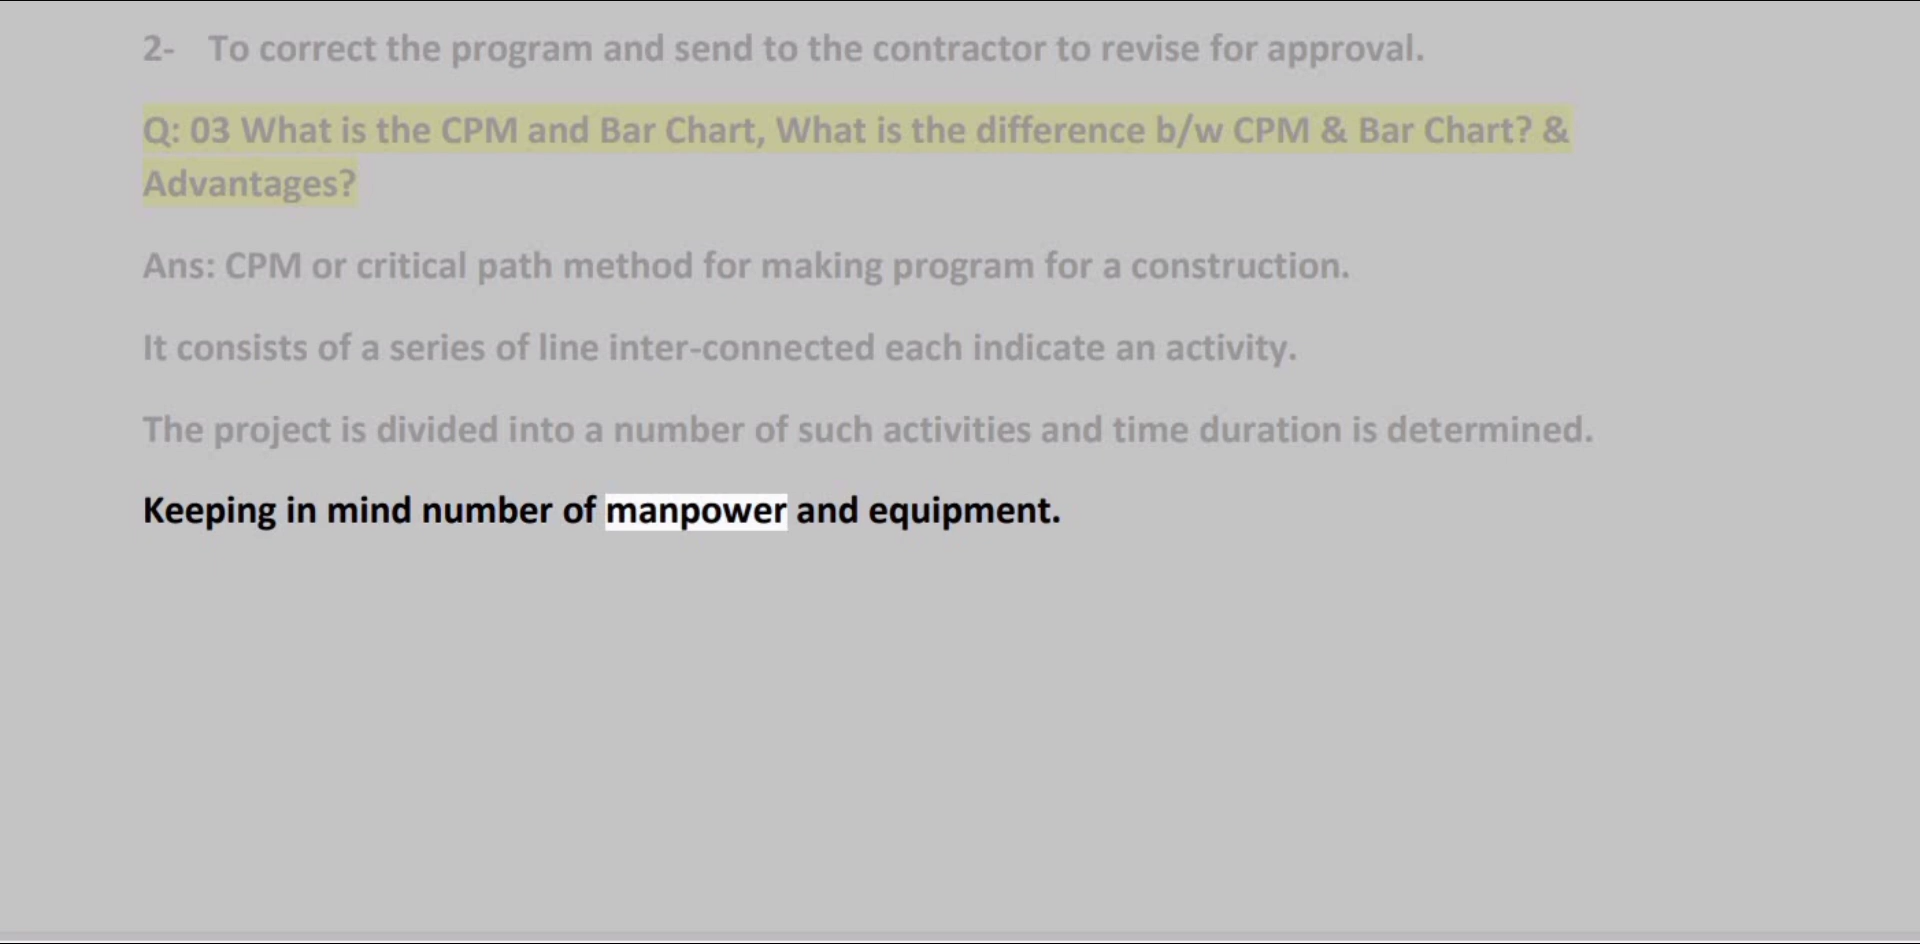 2- To correct the program and send to the contractor to revise for approval.
Q: 03 What is the CPM and Bar Chart, What is the difference b/w CPM & Bar Chart? &
Advantages?
Ans: CPM or critical path method for making program for a construction.
It consists of a series of line inter-connected each indicate an activity.
The project is divided into a number of such activities and time duration is determined.
Keeping in mind number of manpower and equipment.